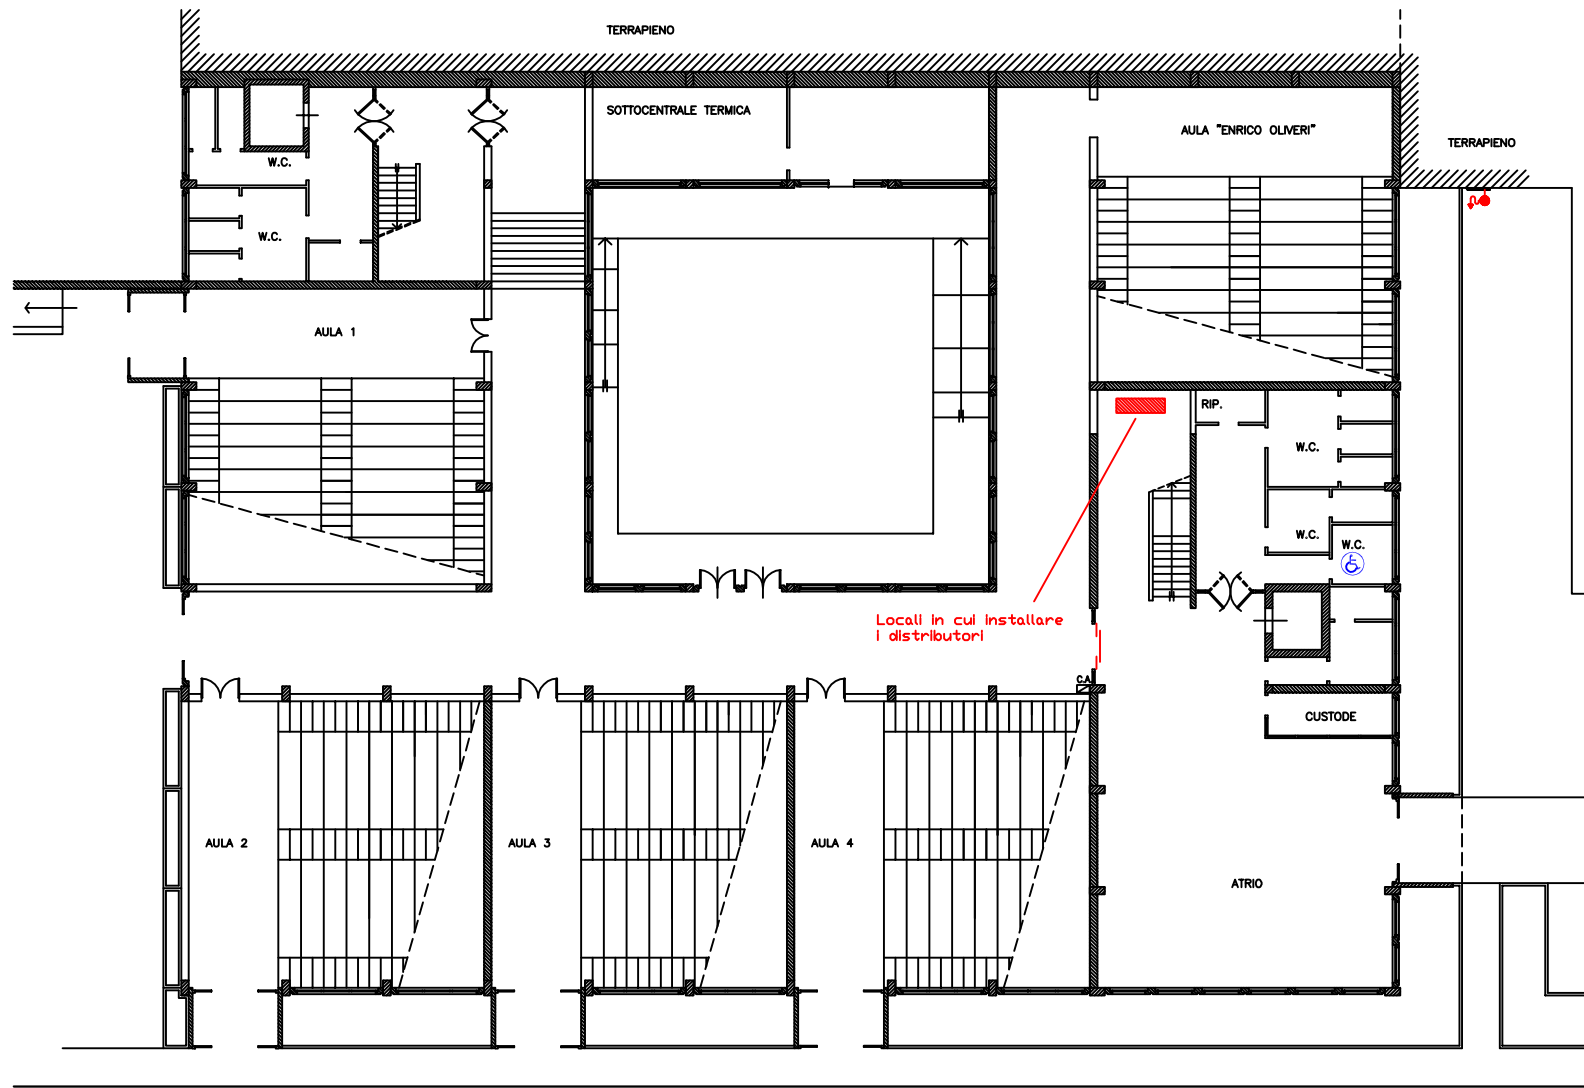 TERRAPIENO
SOTTOCENTRALE TERMICA
AULA "ENRICO OLIVERI"
TERRAPIENO
W.C.
W.C.
AULA 1
RIP.
W.C.
W.C.
W.C.
Locali in cui installare
i distributori
C.A.
CUSTODE
AULA 2
AULA 3
AULA 4
ATRIO